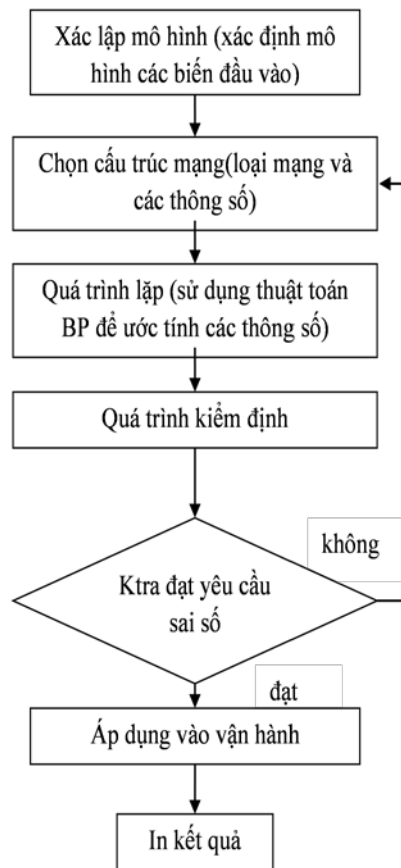 Xác lập mô hình (xác định mô
hình các biến đầu vào)
Chọn cấu trúc mạng(loại mạng và
các thông số)
Quá trình lặp (sử dụng thuật toán
BP để ước tính các thông số)
Quá trình kiểm định
không
Ktra đạt yêu cầu
sai số
đạt
Áp dụng vào vận hành
In kết quả